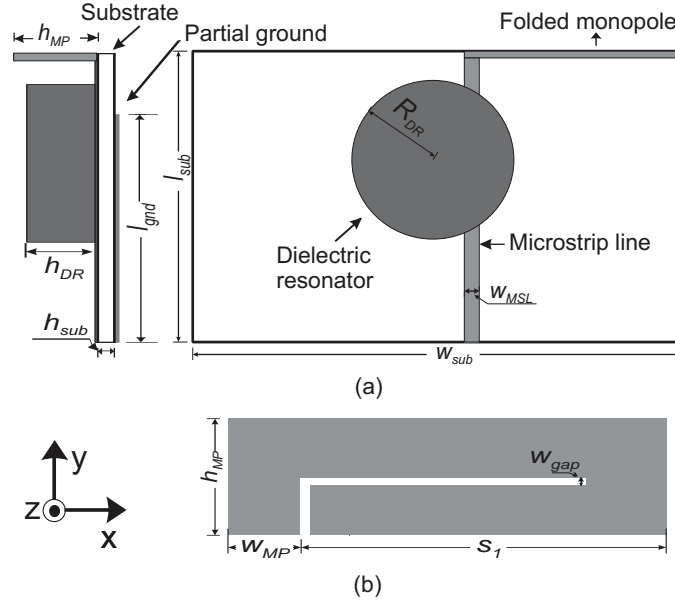 Substrate
Folded monopole
h_MP
Partial ground
R_DR
l_sub
l_gnd
Dielectric
resonator
Microstrip line
h_DR
w_MSL
h_sub
w_sub
(a)
y
z
x
h_MP
w_gap
w_MP
s_1
(b)